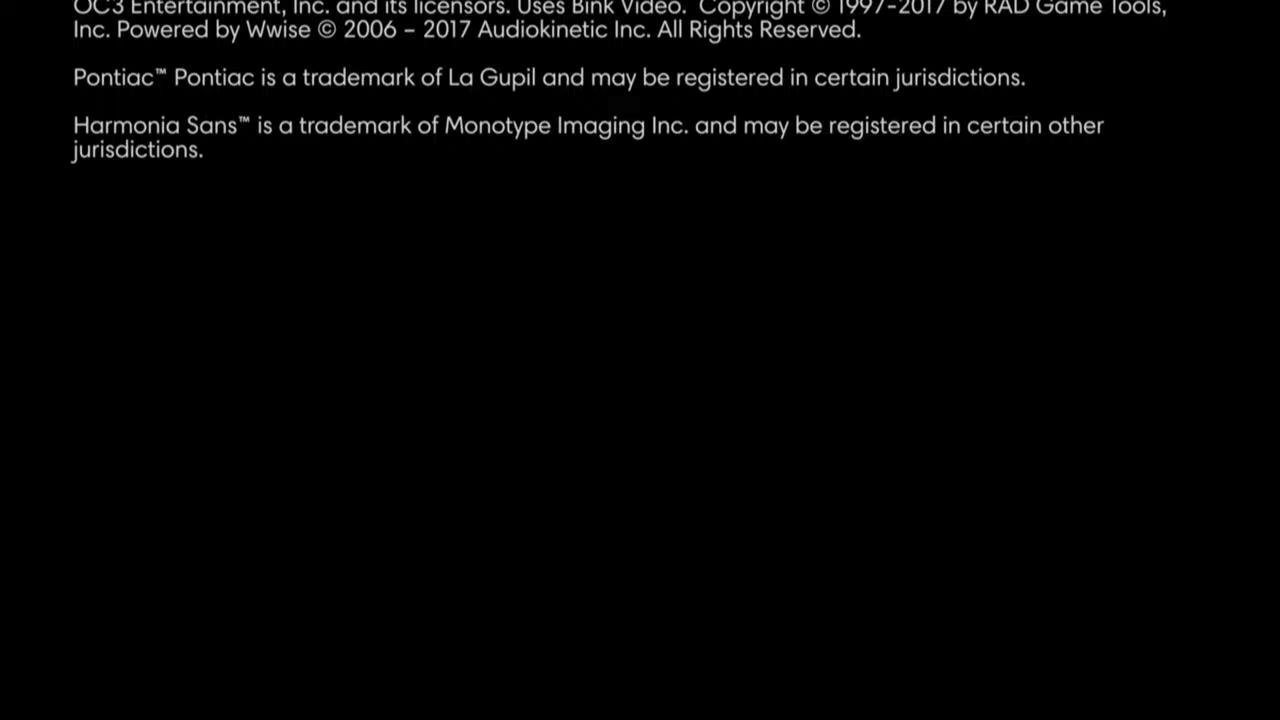 OC3 Entertainment, Inc. and its licensors. Uses Bink Video.  Copyright © 1997-2017 by RAD Game Tools,
Inc. Powered by Wwise © 2006 – 2017 Audiokinetic Inc. All Rights Reserved.
Pontiac™ Pontiac is a trademark of La Gupil and may be registered in certain jurisdictions.
Harmonia Sans™ is a trademark of Monotype Imaging Inc. and may be registered in certain other
jurisdictions.